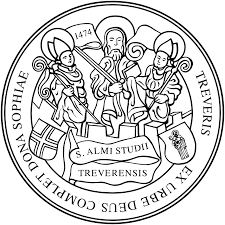 TREVERIS EX URBE DEUS COMPLET DONA SOPHIAE
1474
S. ALMI STUDII
TREVERENSIS